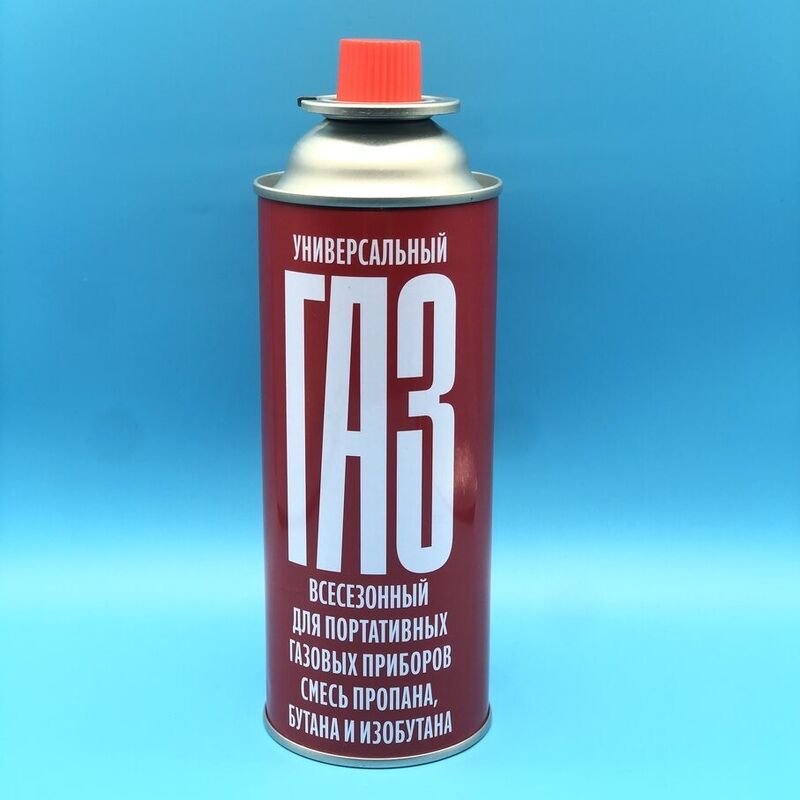 УНИВЕРСАЛЬНЫЙ
ГАЗ
ВСЕСЕЗОННЫЙ
ДЛЯ ПОРТАТИВНЫХ
ГАЗОВЫХ ПРИБОРОВ
СМЕСЬ ПРОПАНА,
БУТАНА И ИЗОБУТАНА